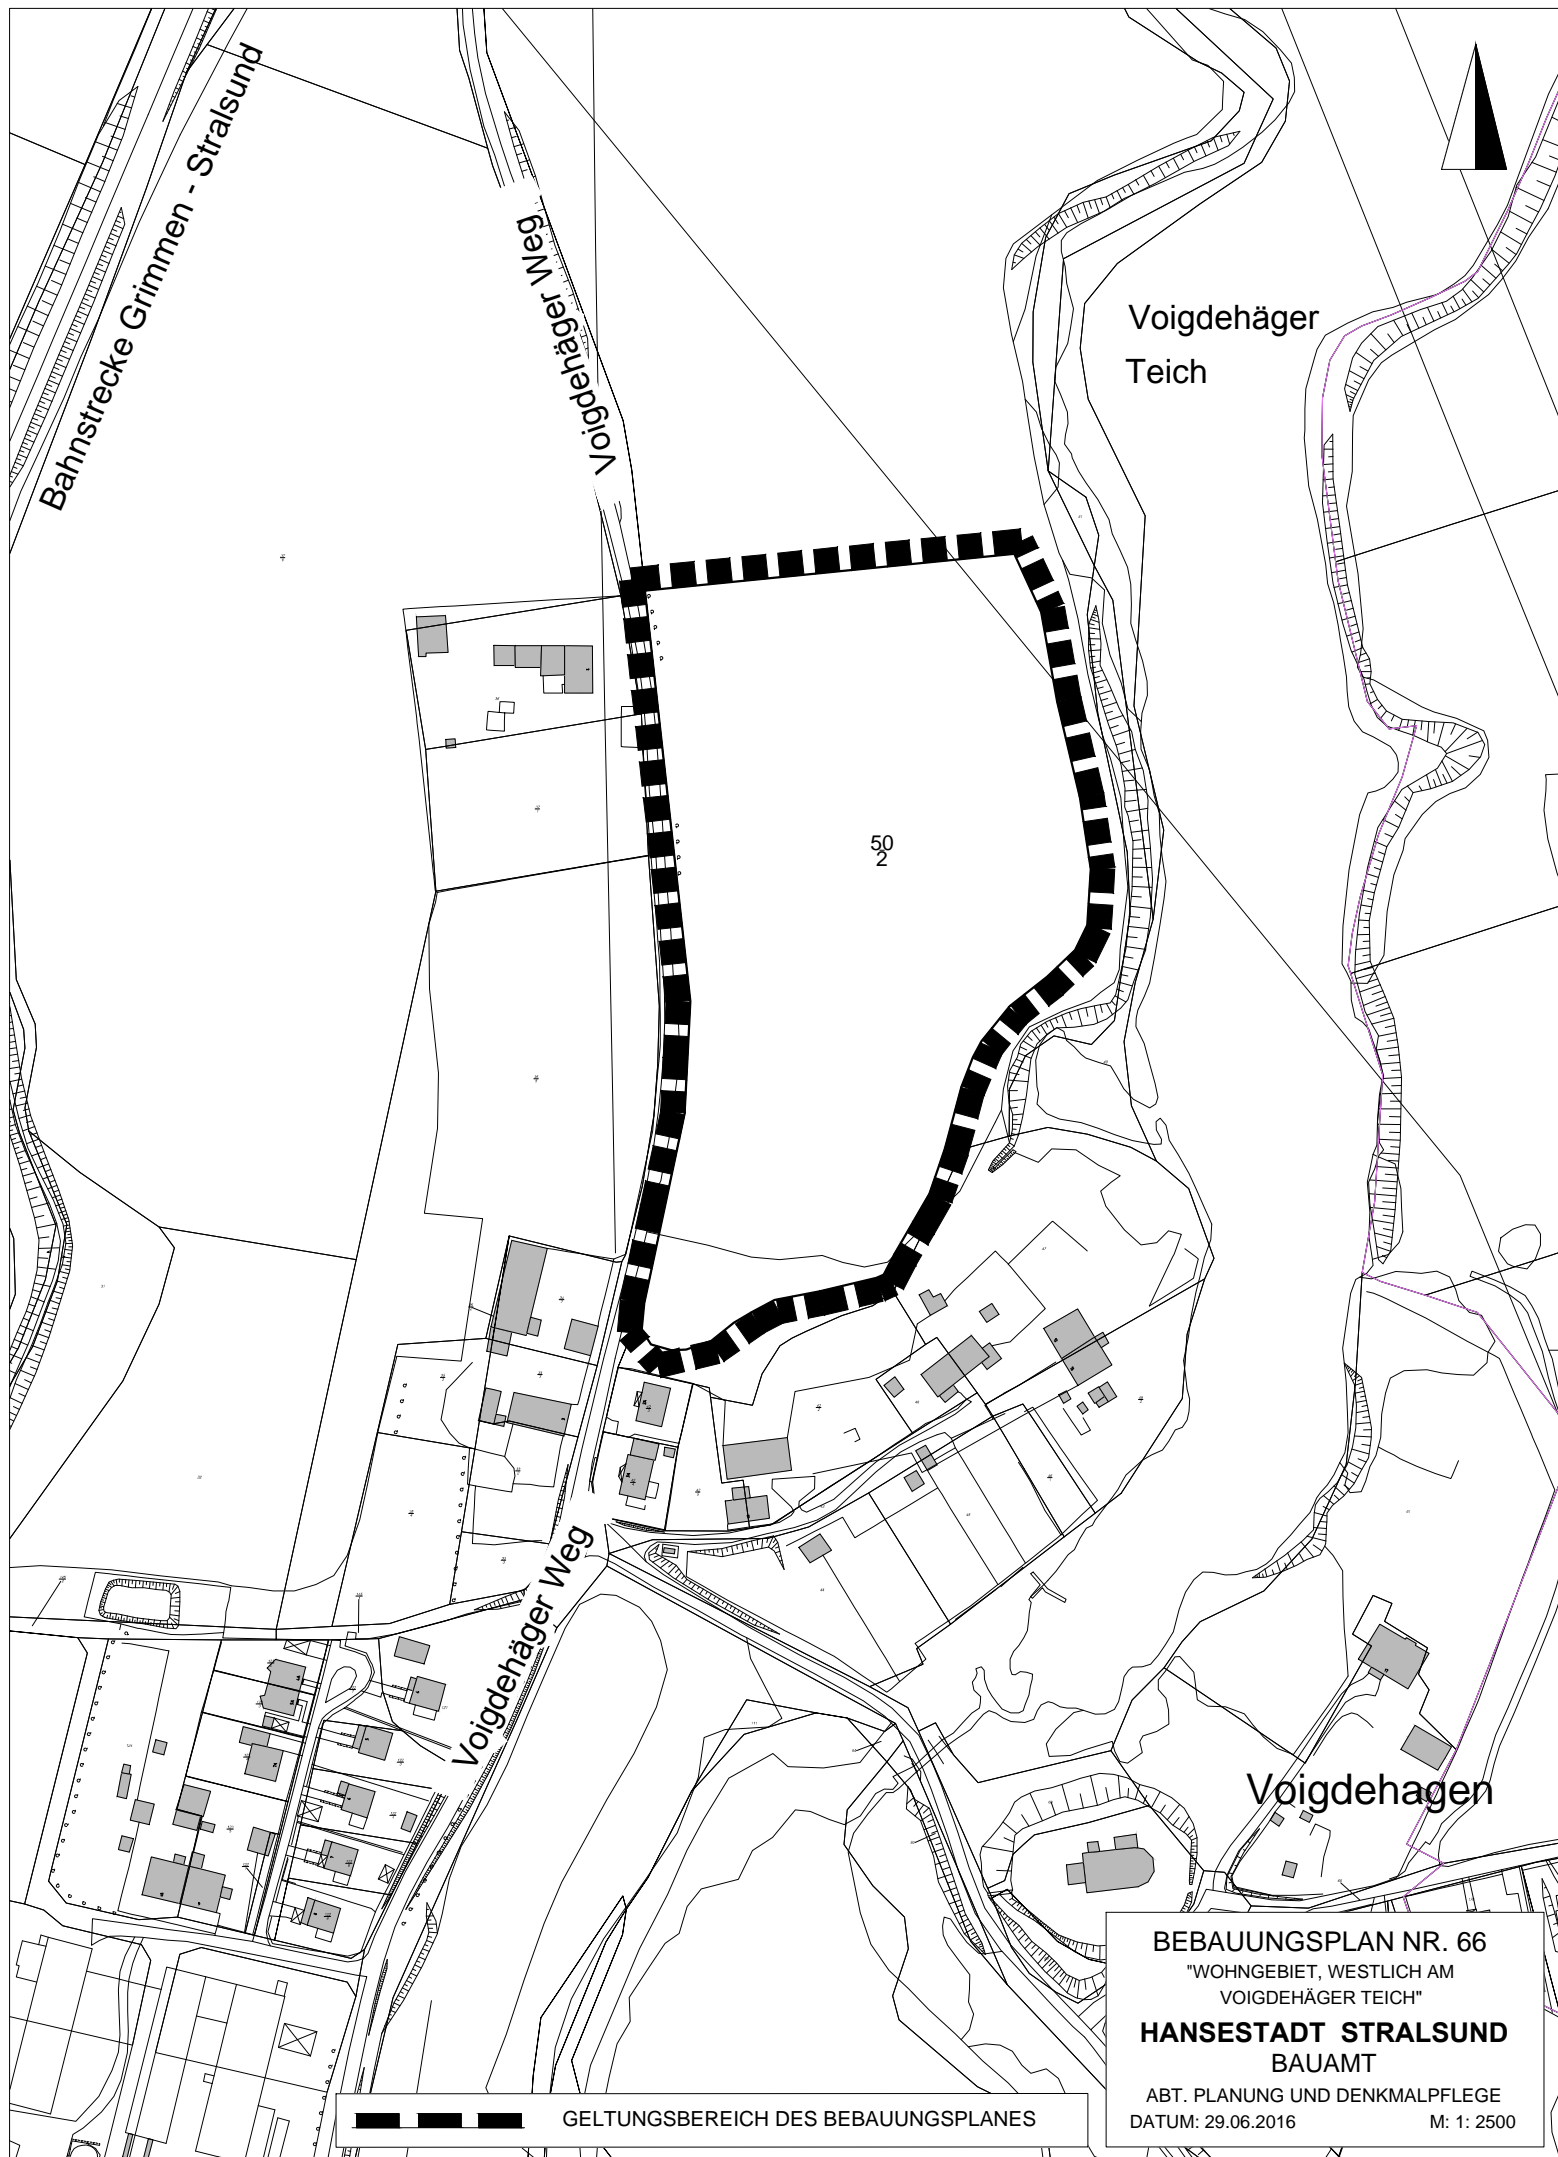 Bahnstrecke Grimmen - Stralsund
Voigdehäger Weg
Voigdehäger
Teich
50
2
Voigdehäger Weg
Voigdehagen
BEBAUUNGSPLAN NR. 66
"WOHNGEBIET, WESTLICH AM
VOIGDEHÄGER TEICH"
HANSESTADT STRALSUND
BAUAMT
ABT. PLANUNG UND DENKMALPFLEGE
DATUM: 29.06.2016 M: 1: 2500
GELTUNGSBEREICH DES BEBAUUNGSPLANES